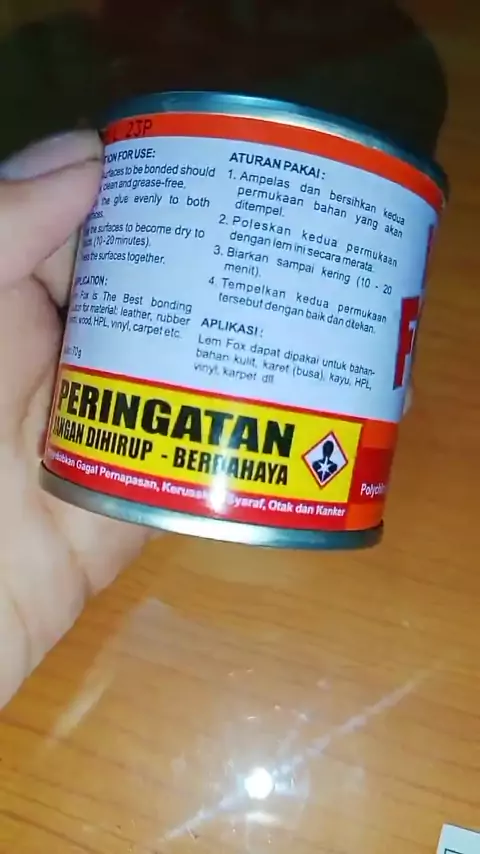 23P
ION FOR USE:
surfaces to be bonded should
clean and grease-free.
the glue evenly to both
the surfaces to become dry to
(10-20 minutes).
the surfaces together.
Fox is The Best bonding
for material: leather, rubber
wood, HPL, vinyl, carpet etc.
70g
ATURAN PAKAI :
1. Ampelas dan bersihkan kedua
permukaan bahan yang akan
ditempel.
2. Poleskan kedua permukaan
dengan lem ini secara merata.
3. Biarkan sampai kering (10 - 20
menit).
4. Tempelkan kedua permukaan
tersebut dengan baik dan ditekan.
APLIKASI :
Lem Fox dapat dipakai untuk bahan-
bahan kulit, karet (busa), kayu, HPL,
vinyl, karpet dll.
PERINGATAN
JANGAN DIHIRUP - BERBAHAYA
Gagal Pernapasan, Syaraf, Otak dan Kanker